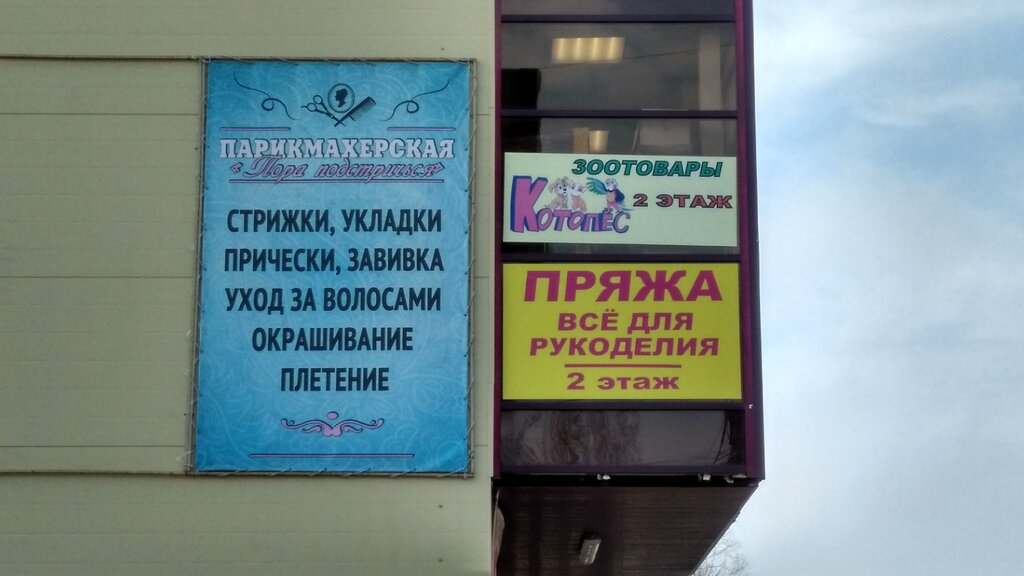 ПАРИКМАХЕРСКАЯ
«Пора подстричься»
СТРИЖКИ, УКЛАДКИ
ПРИЧЕСКИ, ЗАВИВКА
УХОД ЗА ВОЛОСАМИ
ОКРАШИВАНИЕ
ПЛЕТЕНИЕ
ЗООТОВАРЫ
КОТОПЁС
2 ЭТАЖ
ПРЯЖА
ВСЁ ДЛЯ
РУКОДЕЛИЯ
2 этаж